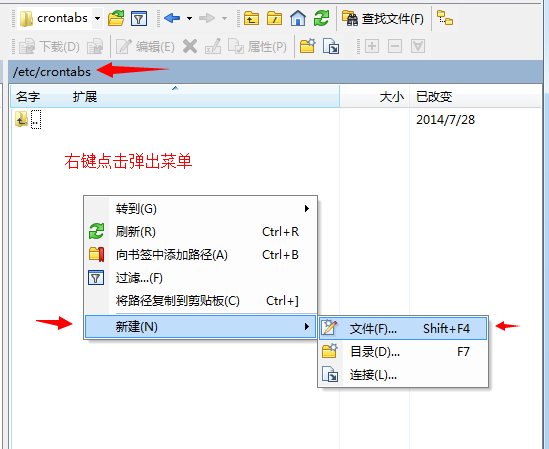 crontabs 查找文件(F)
下载(D) 编辑(E) 属性(P)
/etc/crontabs
名字 扩展 大小 已改变
.. 2014/7/28
右键点击弹出菜单
转到(G)
刷新(R) Ctrl+R
向书签中添加路径(A) Ctrl+B
过滤...(F)
将路径复制到剪贴板(C) Ctrl+]
新建(N)
文件(F)... Shift+F4
目录(D)... F7
连接(L)...